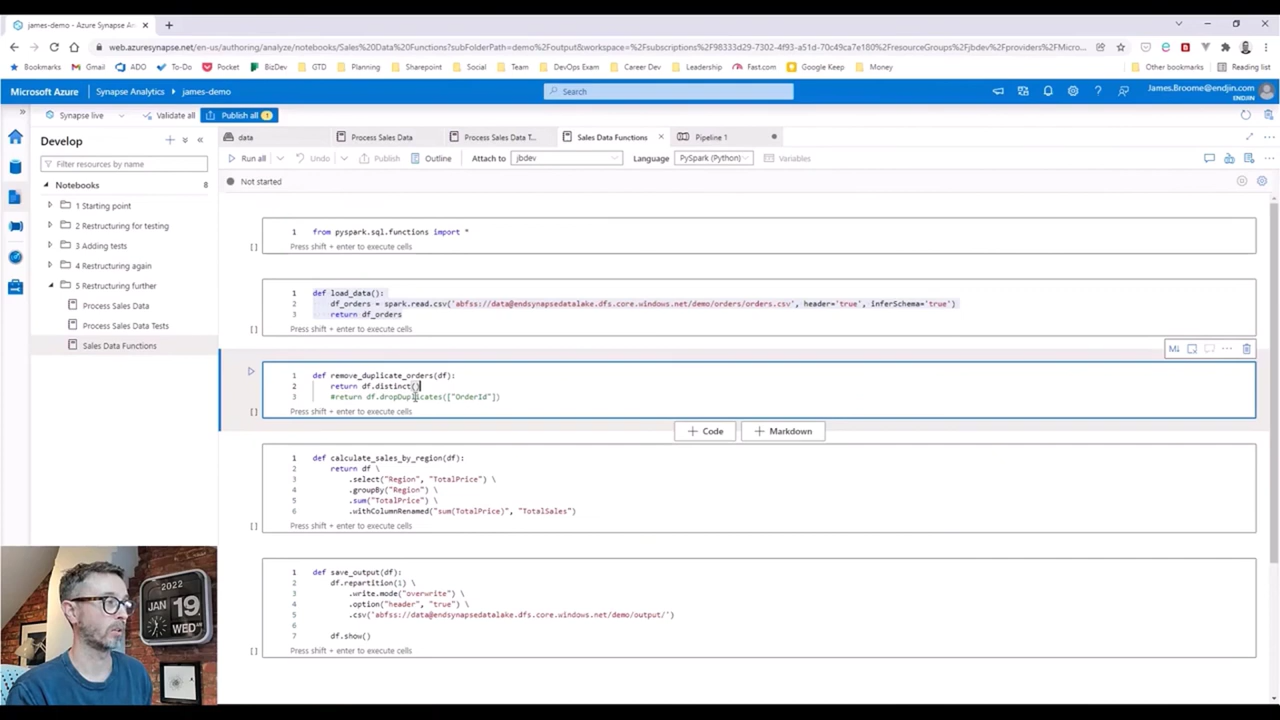 james-demo - Azure Synapse An
web.azuresynapse.net/en-us/authoring/analyze/notebooks/Sales%20Data%20Functions?subFolderPath=demo%2Foutput&workspace=%2Fsubscriptions%2F98333d29-7302-4f93-a51d-70c49ca7e180%2FresourceGroups%2Fjbdev%2Fproviders%2FMicro...
Bookmarks Gmail ADO To-Do Pocket BizDev GTD Planning Sharepoint Social Team DevOps Exam Career Dev Leadership Fast.com Google Keep Money Other bookmarks Reading list
Microsoft Azure Synapse Analytics james-demo Search James.Broome@endjin.com
ENDJIN
Synapse live Validate all Publish all 1
Develop
data Process Sales Data Process Sales Data T... Sales Data Functions Pipeline 1
Run all Undo Publish Outline Attach to jbdev Language PySpark (Python) Variables
Filter resources by name
Not started
Notebooks 8
1 Starting point
2 Restructuring for testing
3 Adding tests
4 Restructuring again
5 Restructuring further
Process Sales Data
Process Sales Data Tests
Sales Data Functions
1 from pyspark.sql.functions import *
[ ] Press shift + enter to execute cells
1 def load_data():
2 df_orders = spark.read.csv('abfss://data@endsynapsedatalake.dfs.core.windows.net/demo/orders/orders.csv', header='true', inferSchema='true')
3 return df_orders
[ ] Press shift + enter to execute cells
1 def remove_duplicate_orders(df):
2 return df.distinct()
3 #return df.dropDuplicates(["OrderId"])
[ ] Press shift + enter to execute cells
+ Code + Markdown
1 def calculate_sales_by_region(df):
2 return df \
3 .select("Region", "TotalPrice") \
4 .groupBy("Region") \
5 .sum("TotalPrice") \
6 .withColumnRenamed("sum(TotalPrice)", "TotalSales")
[ ] Press shift + enter to execute cells
1 def save_output(df):
2 df.repartition(1) \
3 .write.mode("overwrite") \
4 .option("header", "true") \
5 .csv('abfss://data@endsynapsedatalake.dfs.core.windows.net/demo/output/')
6
7 df.show()
[ ] Press shift + enter to execute cells
2022
JAN 19
WED